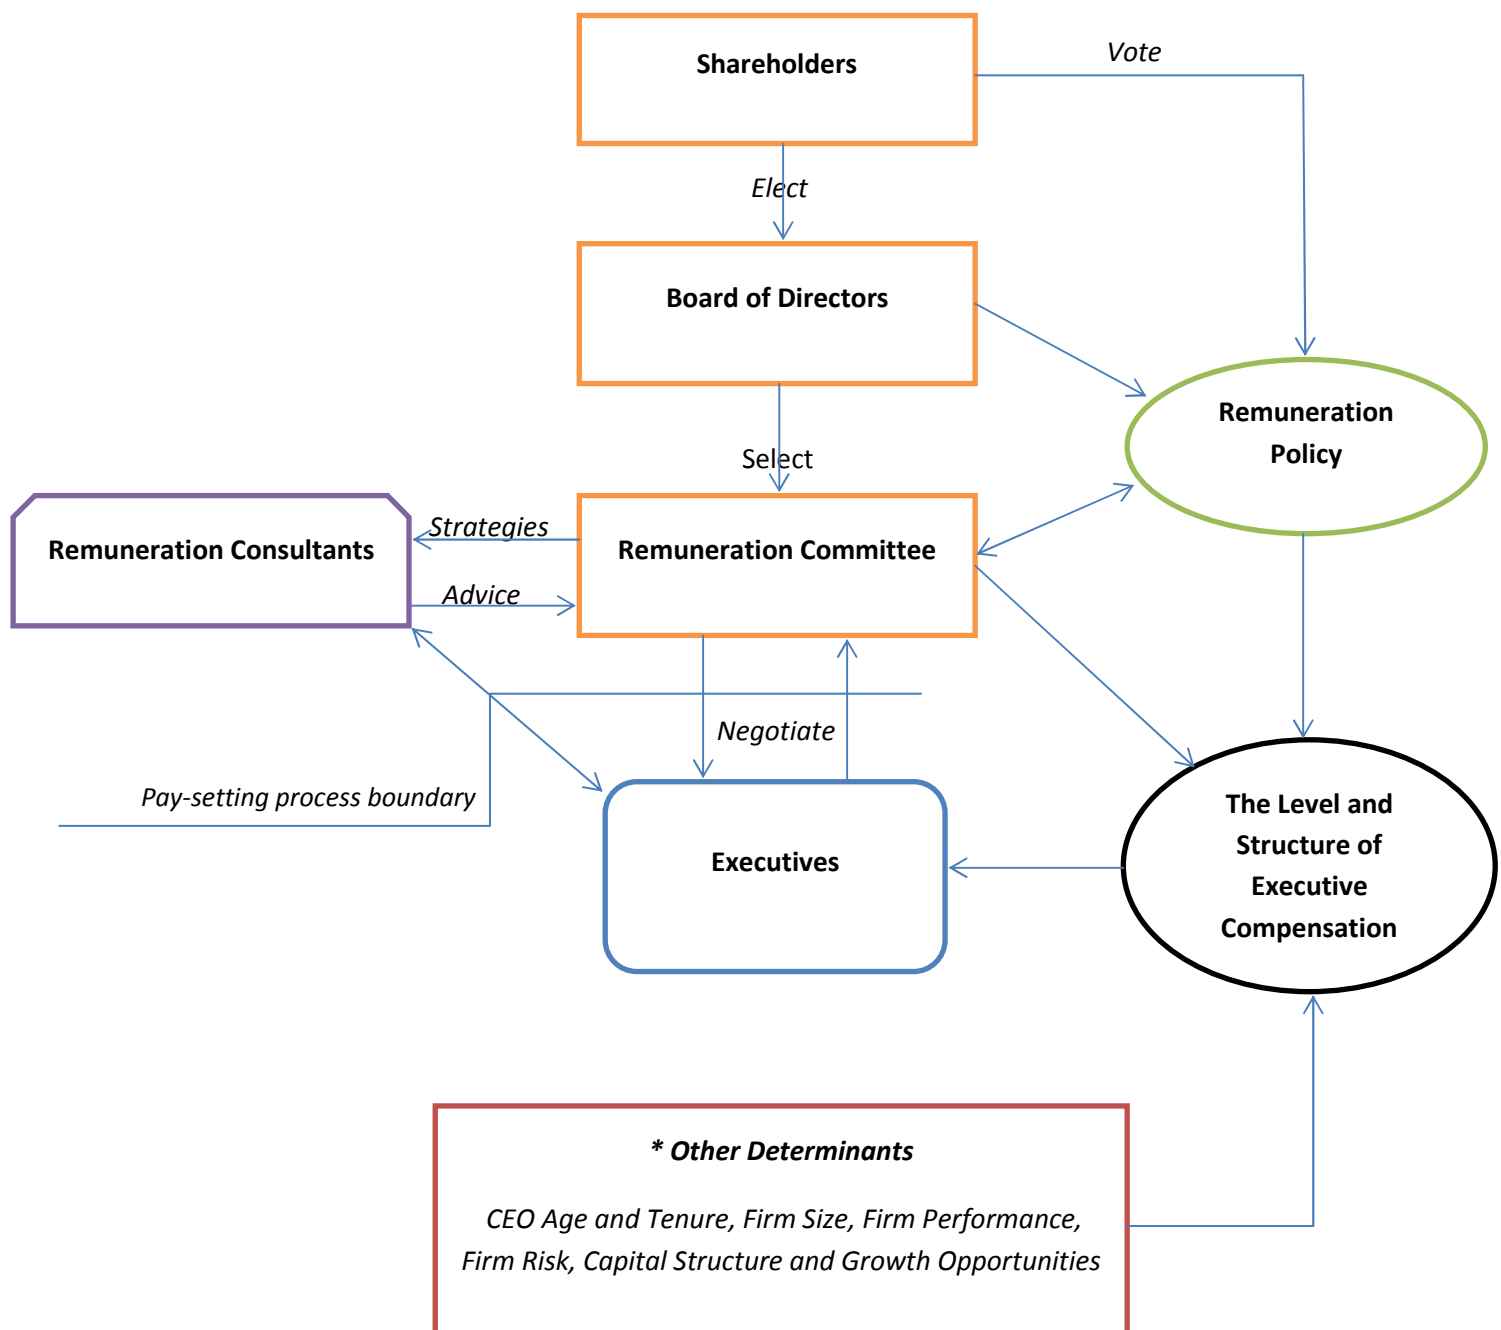 Shareholders
Vote
Elect
Board of Directors
Remuneration
Policy
Select
Remuneration Consultants
Strategies
Remuneration Committee
Advice
Negotiate
Pay-setting process boundary
Executives
The Level and
Structure of
Executive
Compensation
* Other Determinants
CEO Age and Tenure, Firm Size, Firm Performance,
Firm Risk, Capital Structure and Growth Opportunities